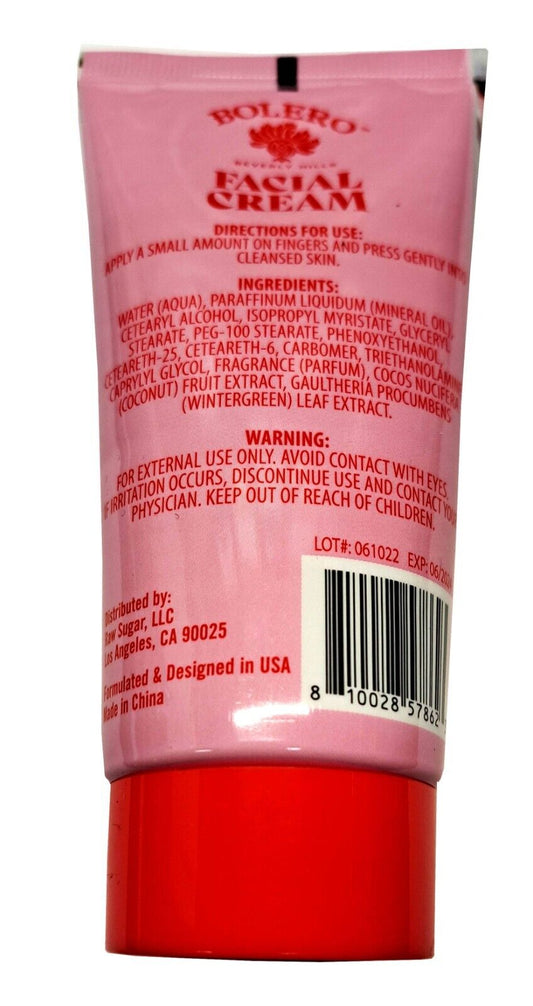 BOLERO™
BEVERLY HILLS
FACIAL
CREAM
DIRECTIONS FOR USE:
APPLY A SMALL AMOUNT ON FINGERS AND PRESS GENTLY INTO
CLEANSED SKIN.
INGREDIENTS:
WATER (AQUA), PARAFFINUM LIQUIDUM (MINERAL OIL),
CETEARYL ALCOHOL, ISOPROPYL MYRISTATE, GLYCERYL
STEARATE, PEG-100 STEARATE, PHENOXYETHANOL,
CETEARETH-25, CETEARETH-6, CARBOMER, TRIETHANOLAMINE
CAPRYLYL GLYCOL, FRAGRANCE (PARFUM), COCOS NUCIFERA
(COCONUT) FRUIT EXTRACT, GAULTHERIA PROCUMBENS
(WINTERGREEN) LEAF EXTRACT.
WARNING:
FOR EXTERNAL USE ONLY. AVOID CONTACT WITH EYES.
IF IRRITATION OCCURS, DISCONTINUE USE AND CONTACT YOUR
PHYSICIAN. KEEP OUT OF REACH OF CHILDREN.
LOT#: 061022 EXP: 06/2024
Distributed by:
Raw Sugar, LLC
Los Angeles, CA 90025
Formulated & Designed in USA
Made in China
8 10028 57862